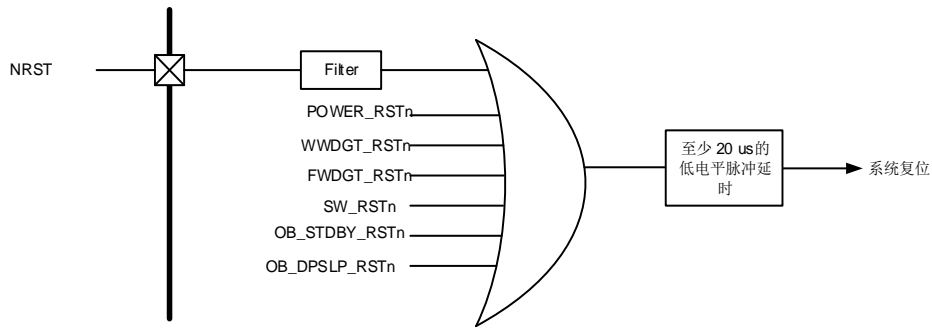 NRST
Filter
POWER_RSTn
WWDGT_RSTn
FWDGT_RSTn
SW_RSTn
OB_STDBY_RSTn
OB_DPSLP_RSTn
至少 20 us的
低电平脉冲延
时
系统复位